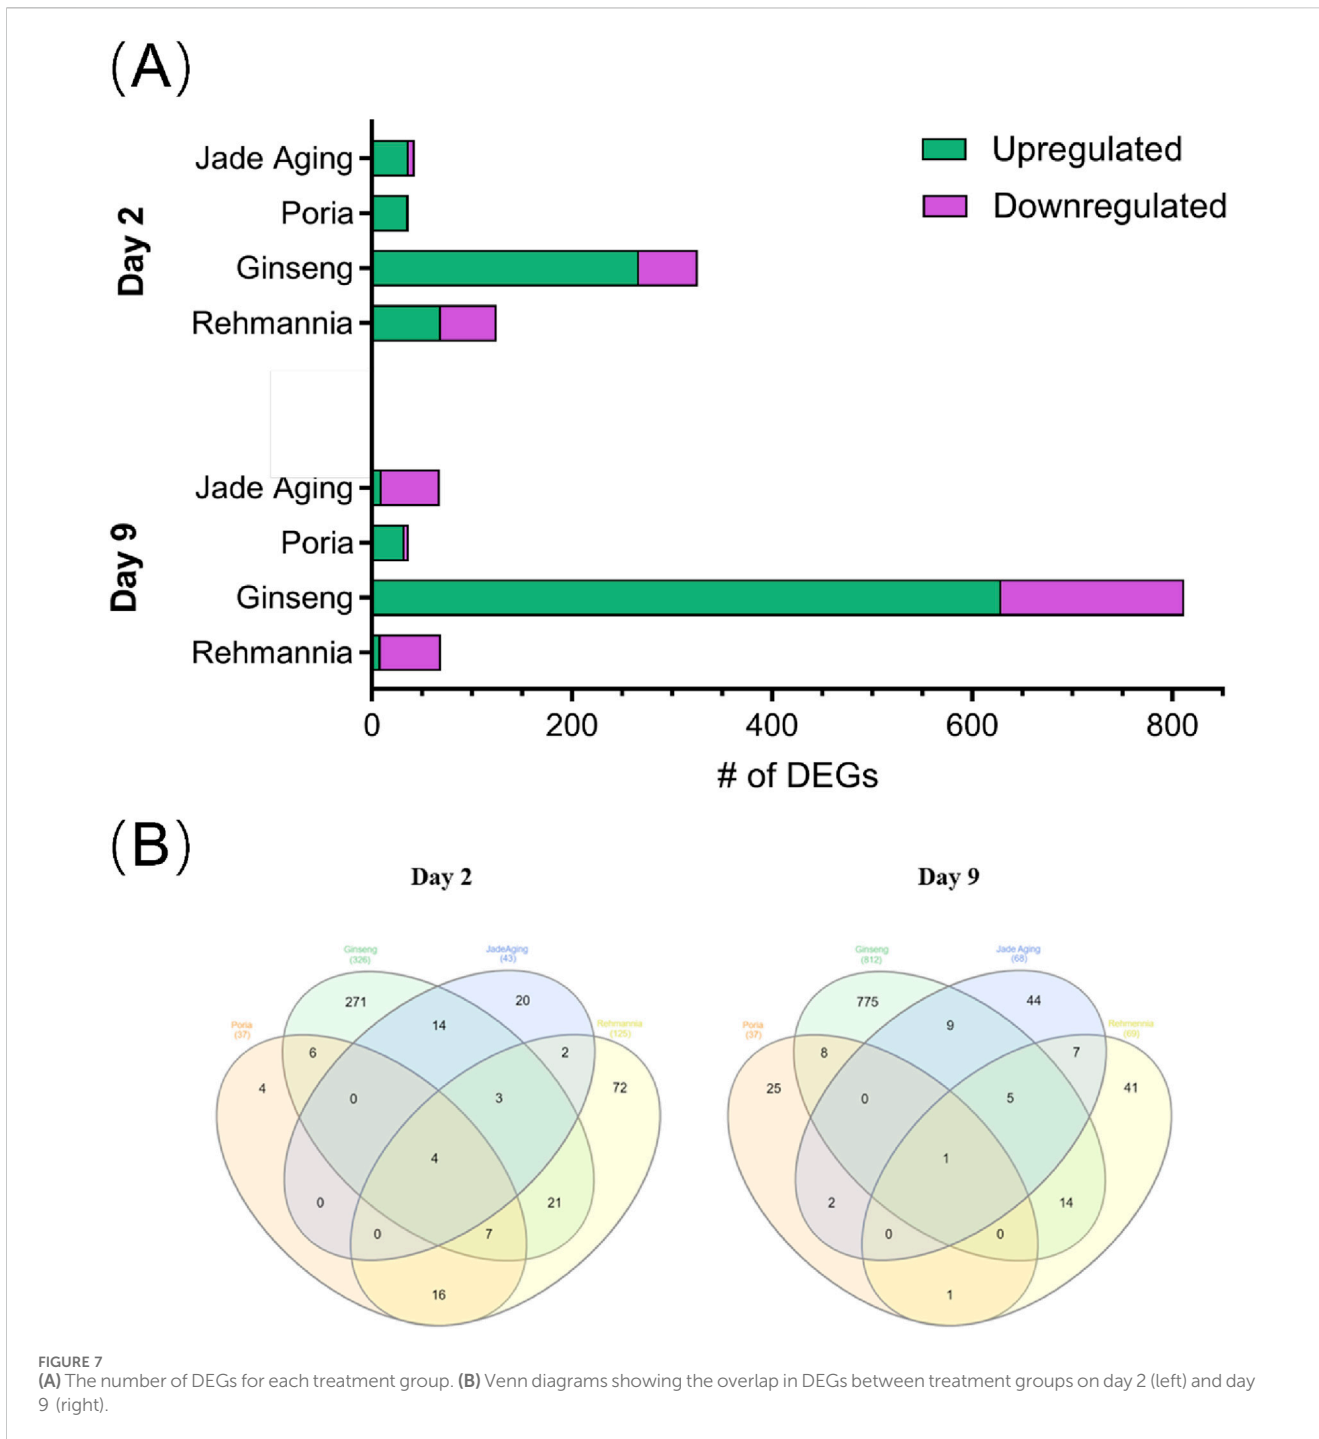 (A)
Upregulated
Downregulated
Day 2
Jade Aging
Poria
Ginseng
Rehmannia
Day 9
Jade Aging
Poria
Ginseng
Rehmannia
0 200 400 600 800
# of DEGs
(B)
Day 2
Ginseng
(326)
JadeAging
(43)
Poria
(37)
Rehmannia
(125)
271
20
14
6
2
4
72
0
3
4
0
21
0
7
16
Day 9
Ginseng
(812)
Jade Aging
(68)
Poria
(37)
Rehmannia
(69)
775
44
9
8
7
25
41
0
5
1
2
14
0
0
1
FIGURE 7
(A) The number of DEGs for each treatment group. (B) Venn diagrams showing the overlap in DEGs between treatment groups on day 2 (left) and day
9 (right).